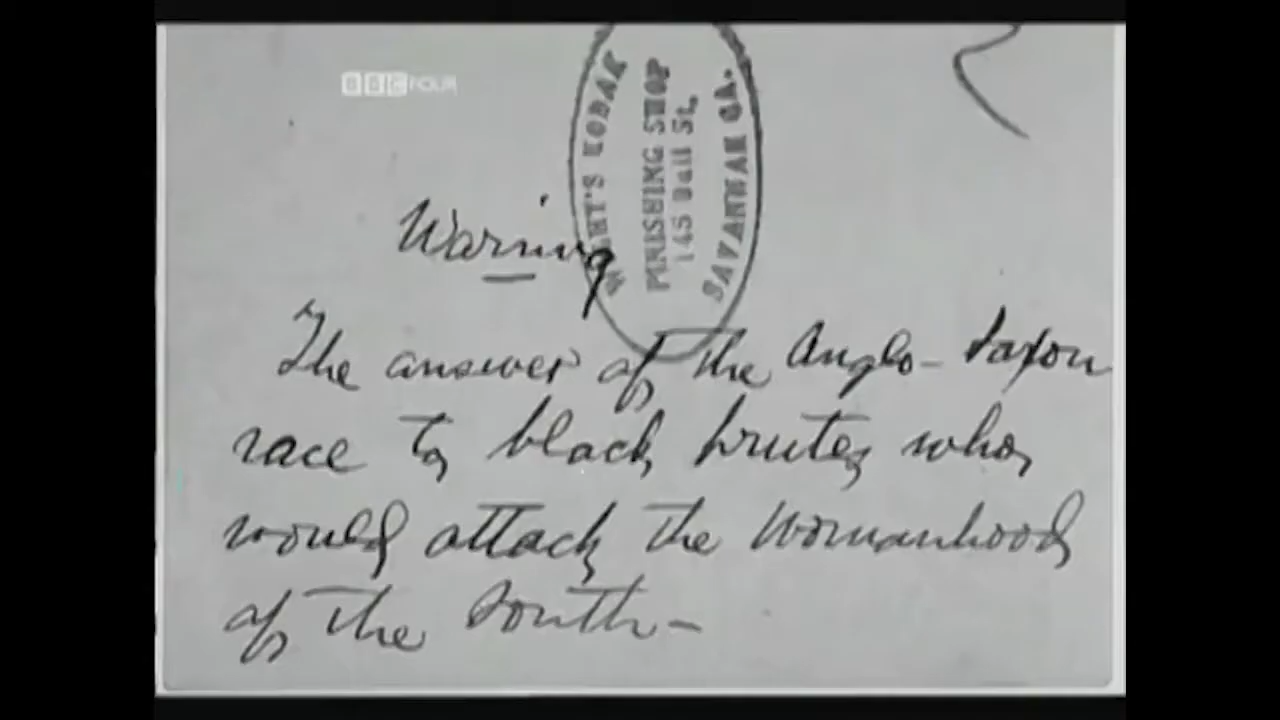 BBC FOUR
KODAK
FINISHING SHOP
145 Bull St.
SAVANNAH GA.
Warning
The answer of the Anglo-Saxon
race to black brutes who
would attack the Womanhood
of the South-